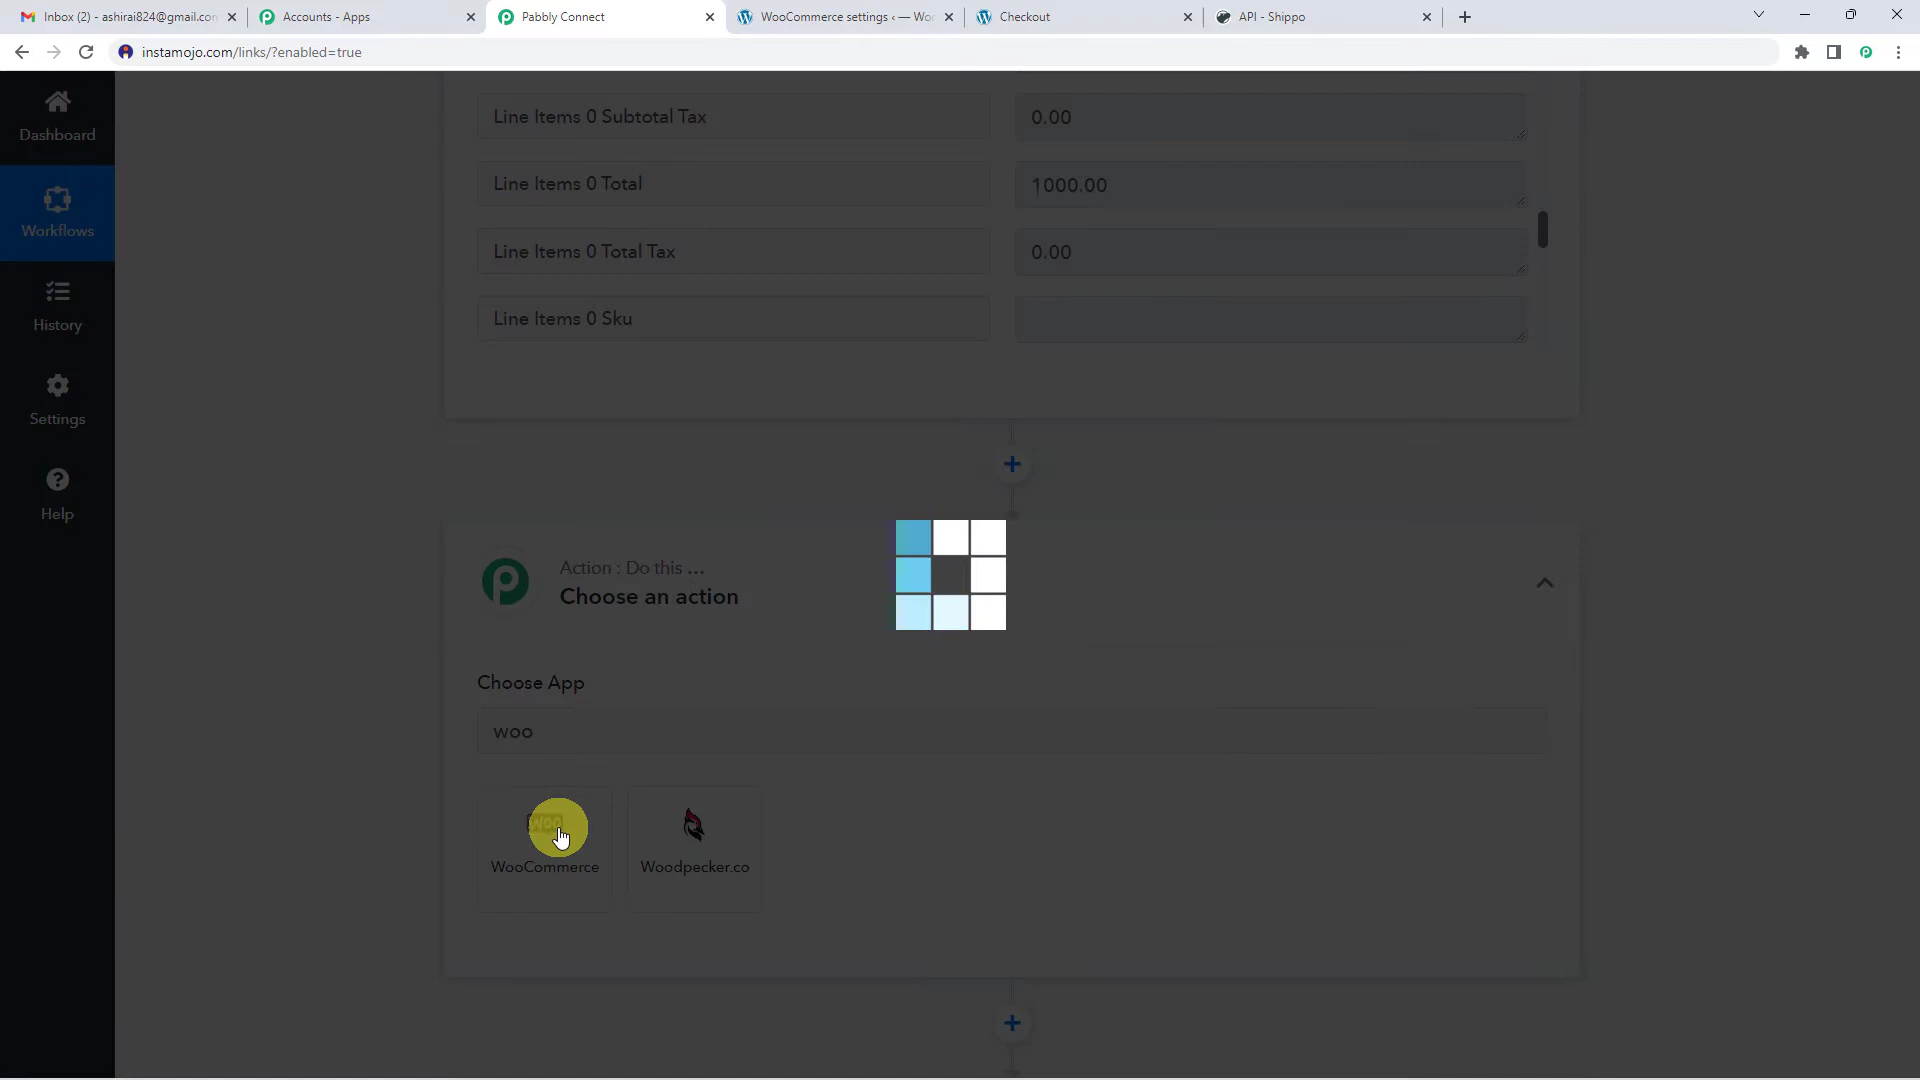 Inbox (2) - ashirai824@gmail.con
Accounts - Apps
Pabbly Connect
WooCommerce settings ‹ — Wor
Checkout
API - Shippo
instamojo.com/links/?enabled=true
Dashboard
Workflows
History
Settings
Help
Line Items 0 Subtotal Tax
0.00
Line Items 0 Total
1000.00
Line Items 0 Total Tax
0.00
Line Items 0 Sku
Action : Do this ...
Choose an action
Choose App
woo
WOO
WooCommerce
Woodpecker.co